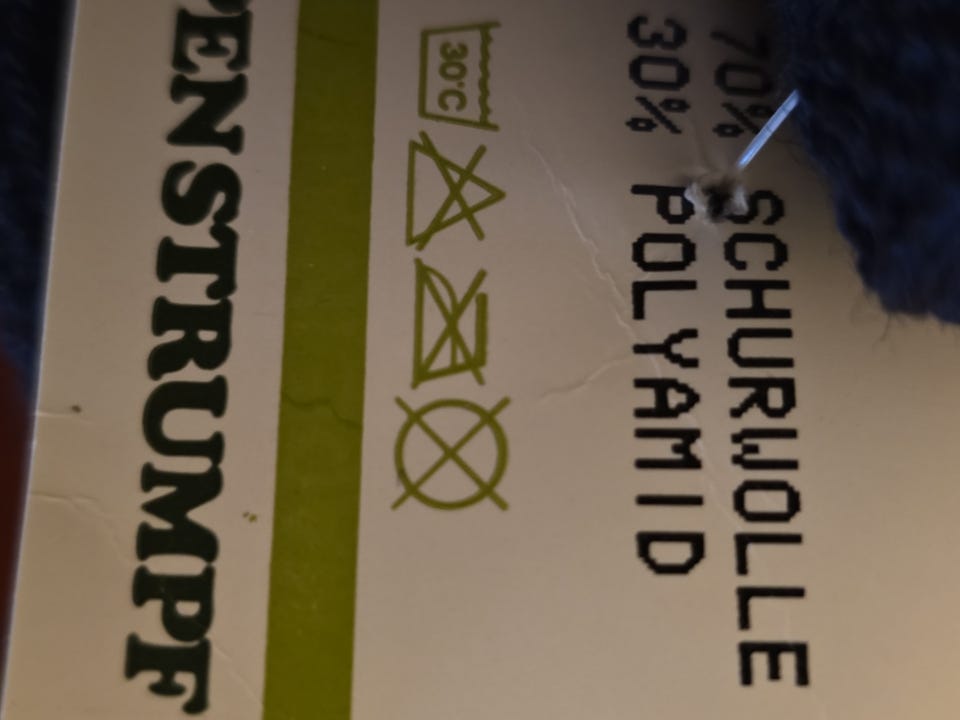 70% SCHURWOLLE
30% POLYAMID
30°C
PENSTRUMPF